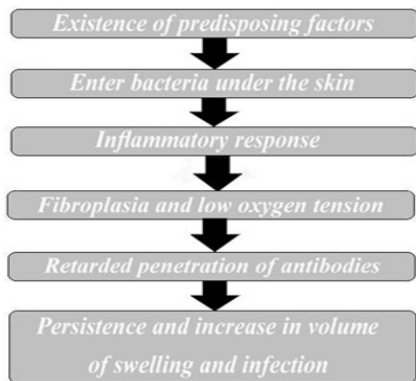 Existence of predisposing factors
Enter bacteria under the skin
Inflammatory response
Fibroplasia and low oxygen tension
Retarded penetration of antibodies
Persistence and increase in volume
of swelling and infection